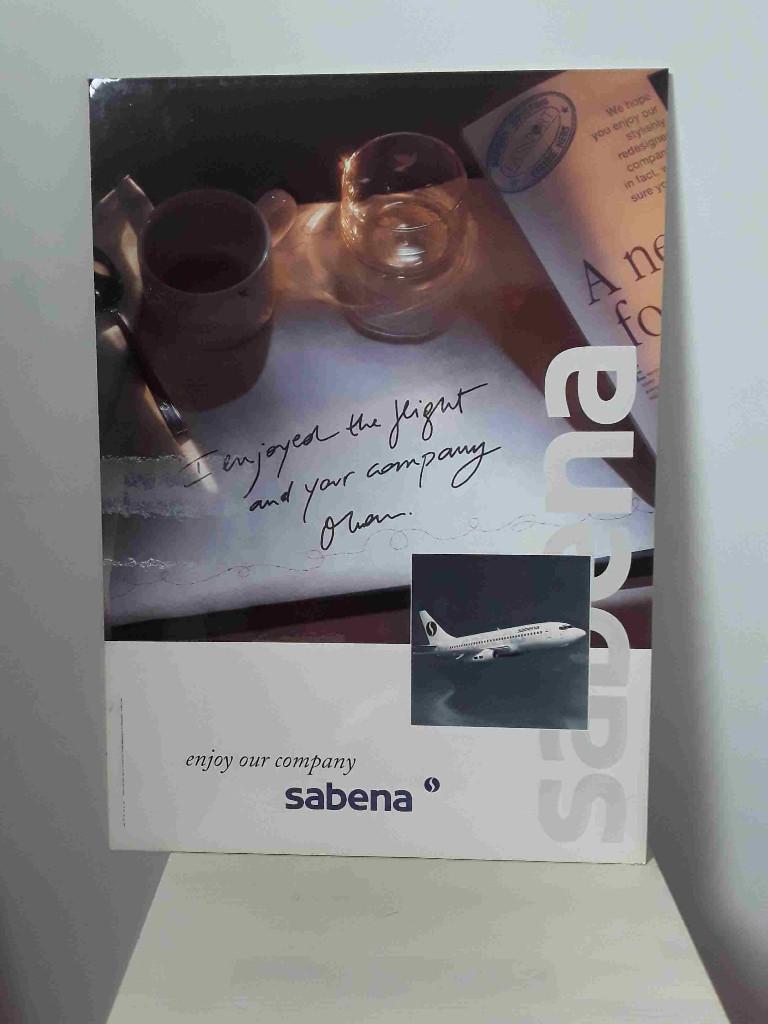 We hope
you enjoy our
stylishly
redesigned
compan
in fact, w
sure yo
A ne
fo
I enjoyed the flight
and your company
sabena
sabena
enjoy our company
sabena